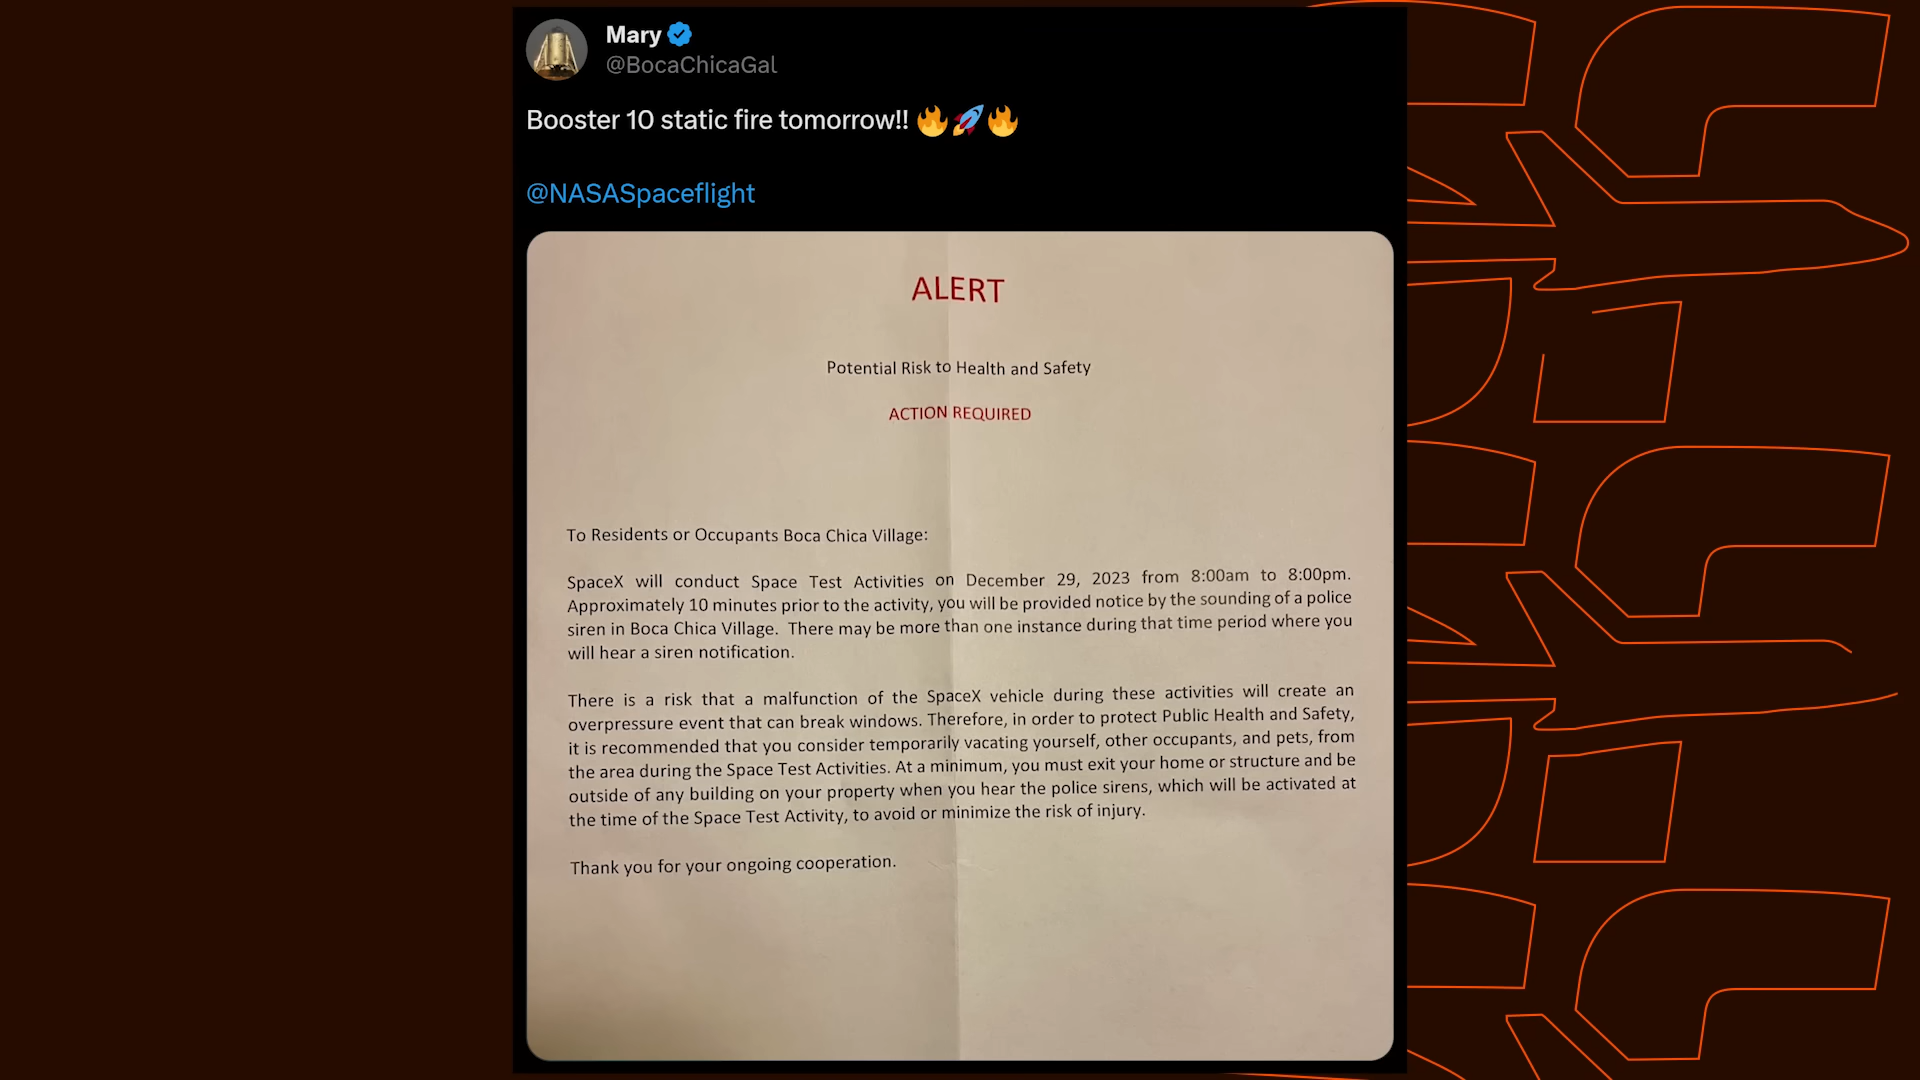 Mary
@BocaChicaGal
Booster 10 static fire tomorrow!! 🔥🚀🔥
@NASASpaceflight
ALERT
Potential Risk to Health and Safety
ACTION REQUIRED
To Residents or Occupants Boca Chica Village:
SpaceX will conduct Space Test Activities on December 29, 2023 from 8:00am to 8:00pm.
Approximately 10 minutes prior to the activity, you will be provided notice by the sounding of a police
siren in Boca Chica Village. There may be more than one instance during that time period where you
will hear a siren notification.
There is a risk that a malfunction of the SpaceX vehicle during these activities will create an
overpressure event that can break windows. Therefore, in order to protect Public Health and Safety,
it is recommended that you consider temporarily vacating yourself, other occupants, and pets, from
the area during the Space Test Activities. At a minimum, you must exit your home or structure and be
outside of any building on your property when you hear the police sirens, which will be activated at
the time of the Space Test Activity, to avoid or minimize the risk of injury.
Thank you for your ongoing cooperation.